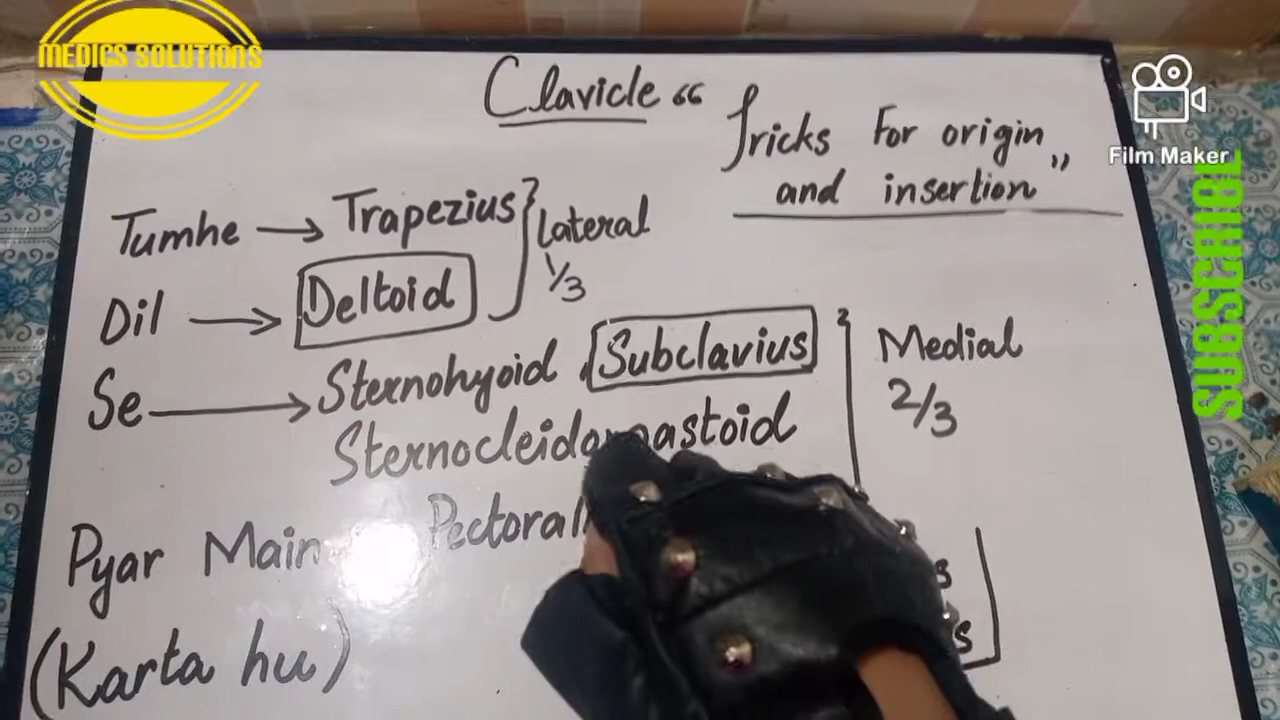 MEDICS SOLUTIONS
Clavicle “ Tricks For origin and insertion ”
Film Maker
SUBSCRIBE
Tumhe → Trapezius } Lateral
Dil → Deltoid 1/3
Se → Sternohyoid, Subclavius Medial
Sternocleidomastoid 2/3
Pyar Main
(Karta hu)